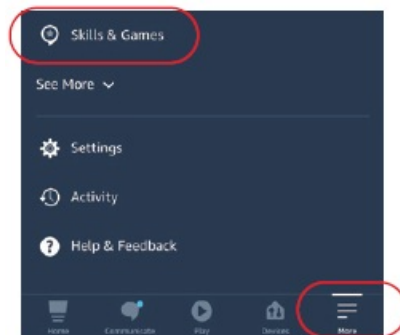 Skills & Games
See More
Settings
Activity
Help & Feedback
Home Communicate Play Devices More